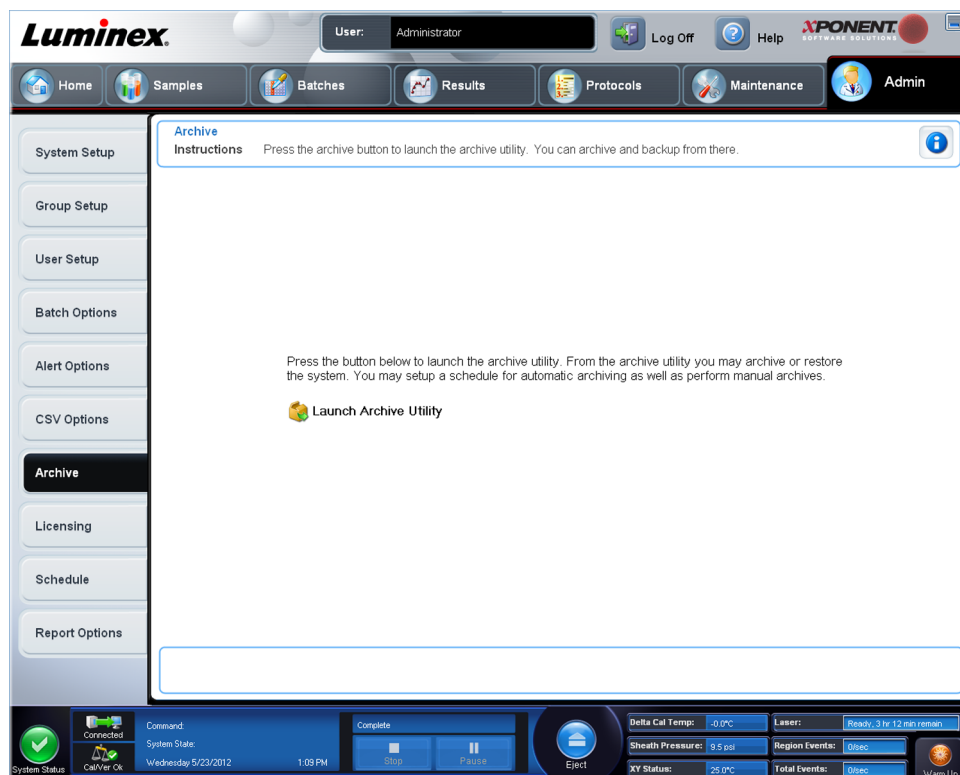 Luminex.
User: Administrator
Log Off
Help
XPONENT.
SOFTWARE SOLUTIONS
Home
Samples
Batches
Results
Protocols
Maintenance
Admin
System Setup
Group Setup
User Setup
Batch Options
Alert Options
CSV Options
Archive
Licensing
Schedule
Report Options
Archive
Instructions Press the archive button to launch the archive utility. You can archive and backup from there.
Press the button below to launch the archive utility. From the archive utility you may archive or restore
the system. You may setup a schedule for automatic archiving as well as perform manual archives.
Launch Archive Utility
System Status
Connected
Cal/Ver Ok
Command:
System State:
Wednesday 5/23/2012 1:09 PM
Complete
Stop
Pause
Eject
Delta Cal Temp: -0.0°C
Sheath Pressure: 9.5 psi
XY Status: 25.0°C
Laser: Ready, 3 hr 12 min remain
Region Events: 0/sec
Total Events: 0/sec
Warm Up